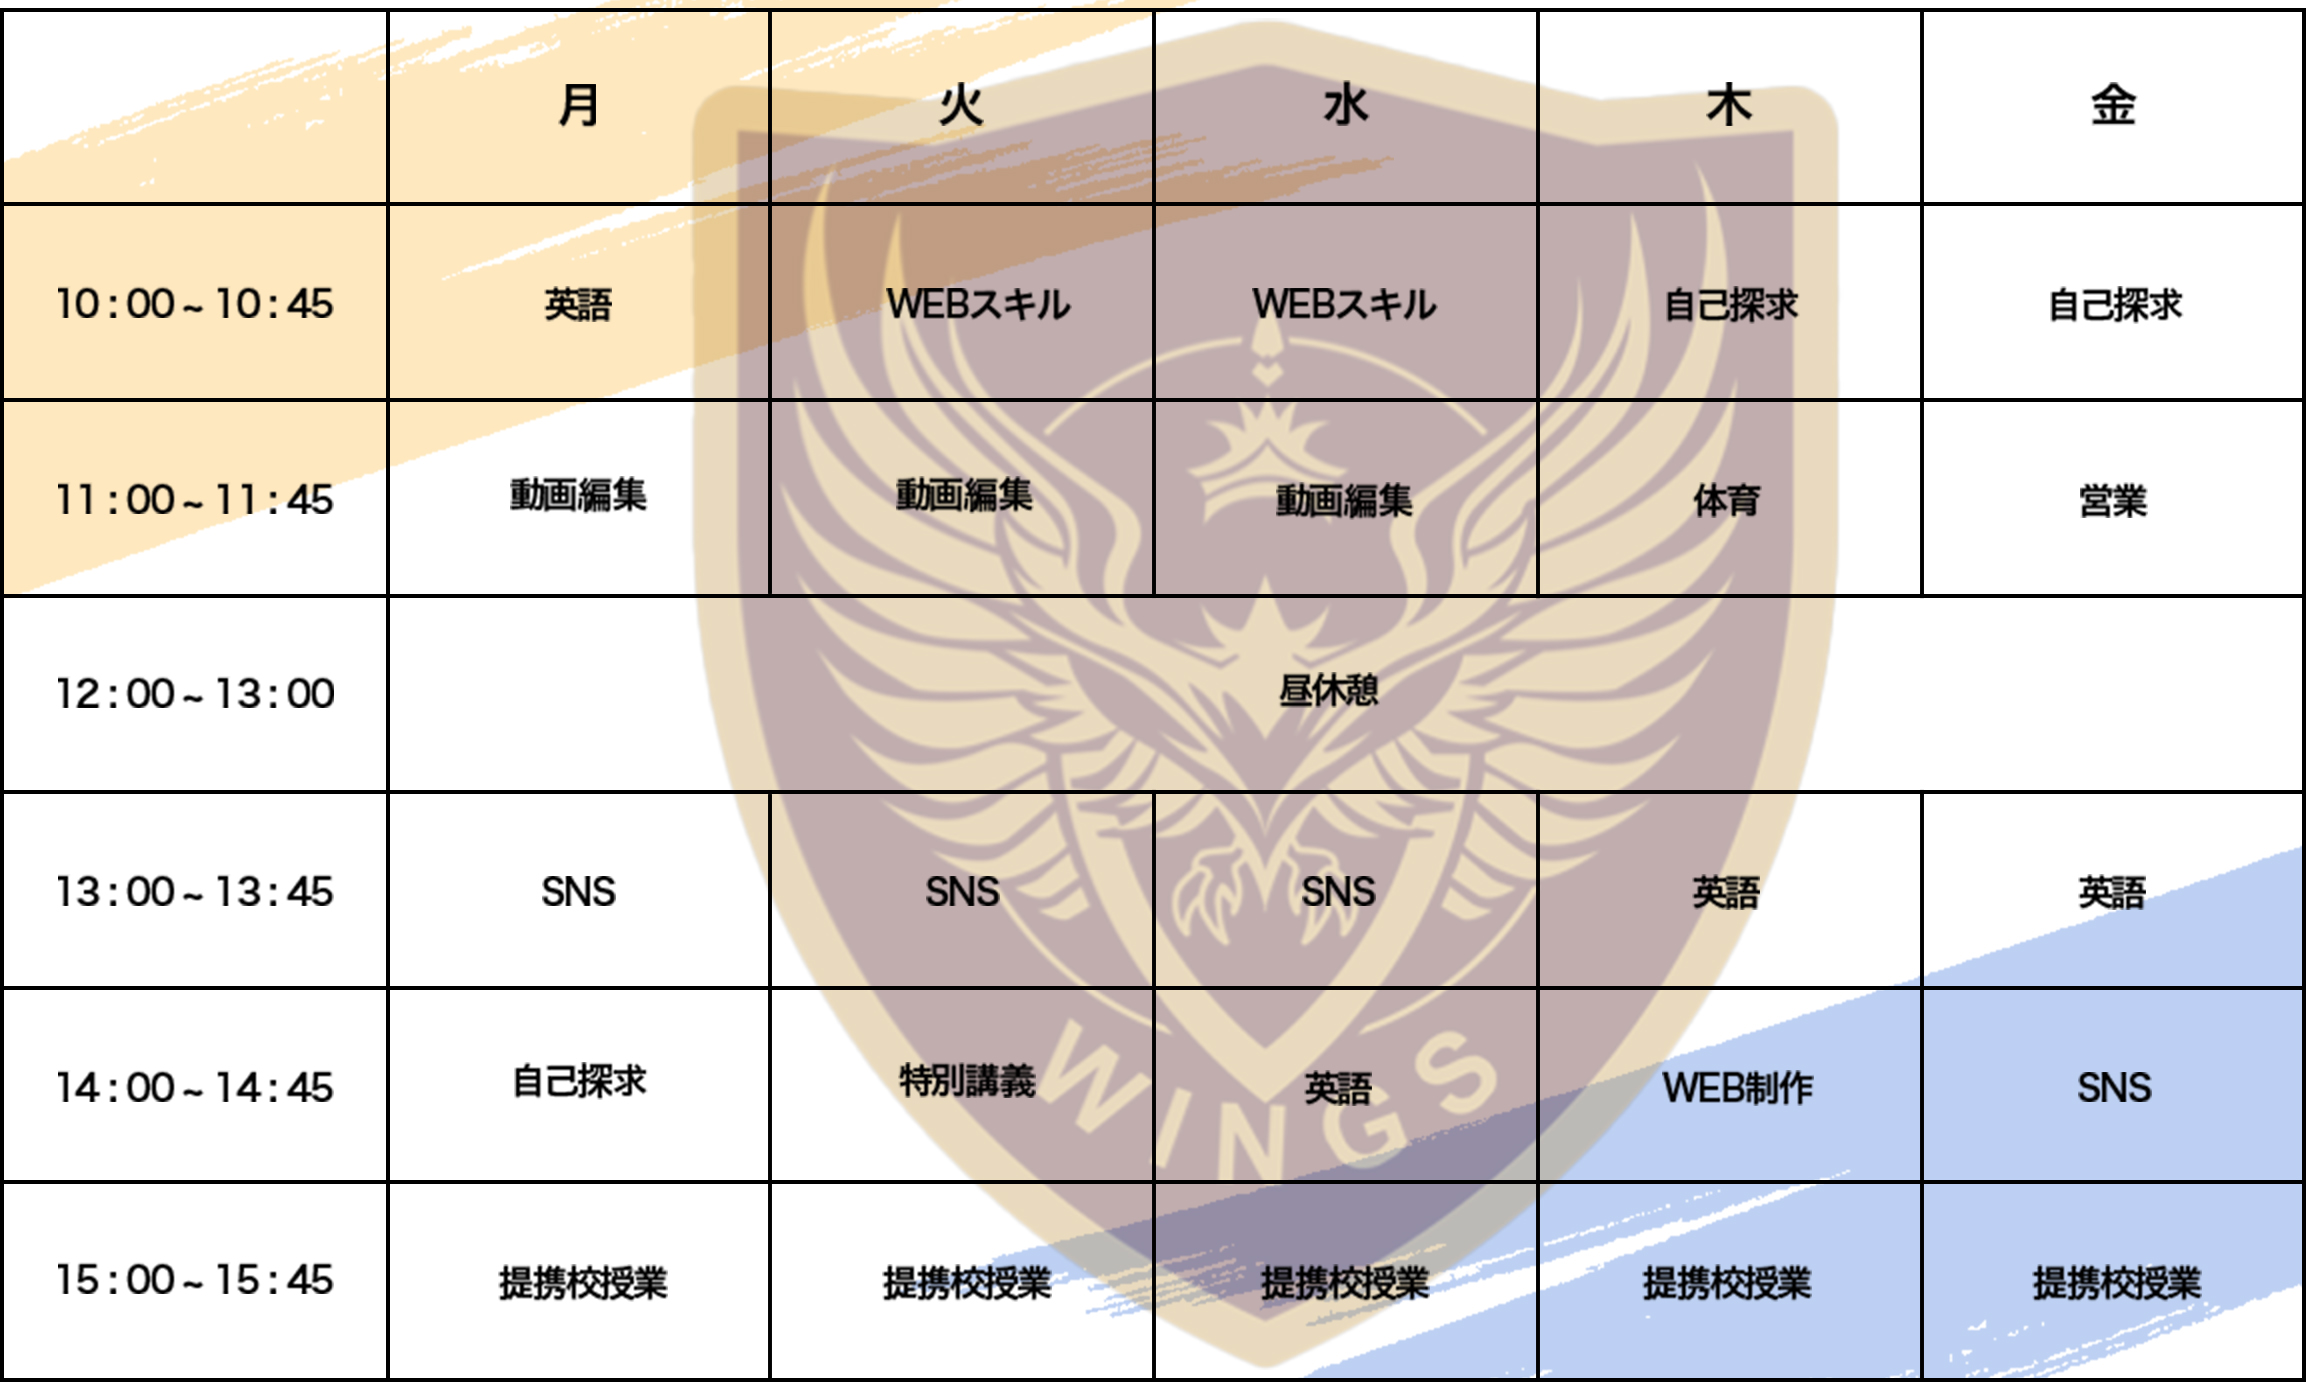 月 火 水 木 金
10:00~10:45 英語 WEBスキル WEBスキル 自己探求 自己探求
11:00~11:45 動画編集 動画編集 動画編集 体育 営業
12:00~13:00 昼休憩
13:00~13:45 SNS SNS SNS 英語 英語
14:00~14:45 自己探求 特別講義 英語 WEB制作 SNS
WINGS
15:00~15:45 提携校授業 提携校授業 提携校授業 提携校授業 提携校授業